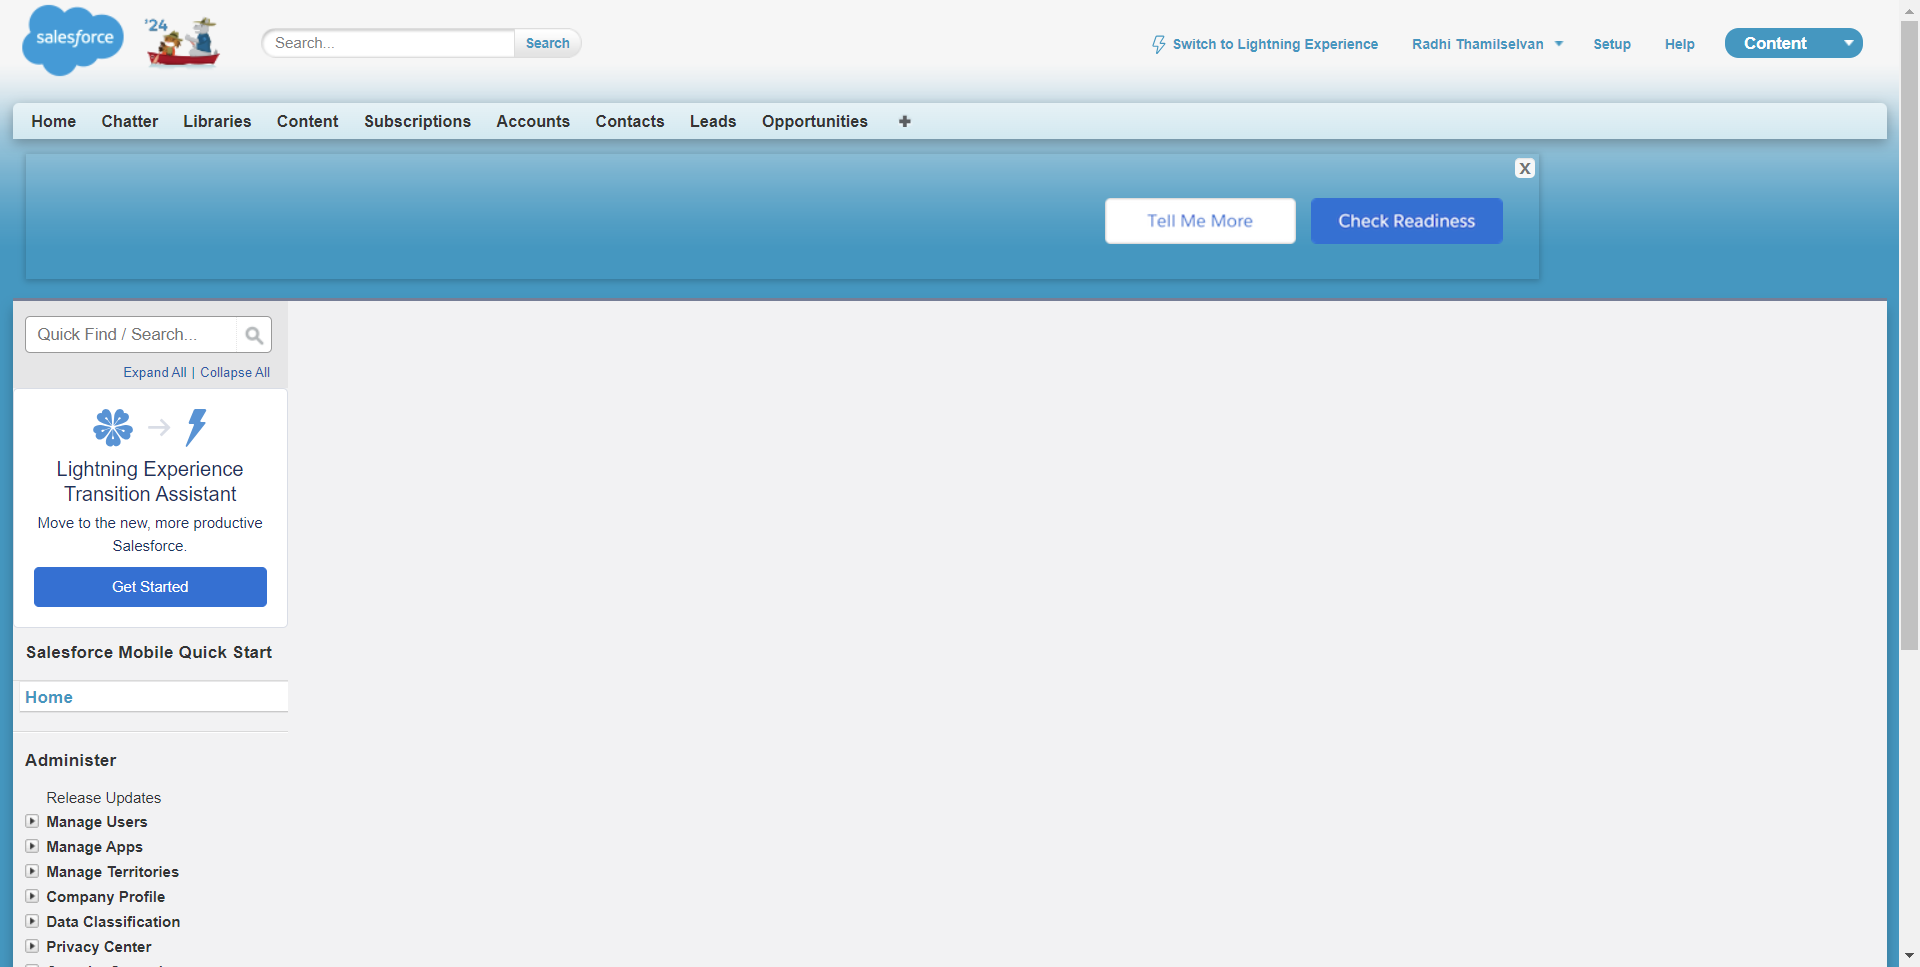 salesforce
'24
Search...
Search
Switch to Lightning Experience
Radhi Thamilselvan
Setup
Help
Content
Home
Chatter
Libraries
Content
Subscriptions
Accounts
Contacts
Leads
Opportunities
X
Tell Me More
Check Readiness
Quick Find / Search...
Expand All | Collapse All
Lightning Experience
Transition Assistant
Move to the new, more productive
Salesforce.
Get Started
Salesforce Mobile Quick Start
Home
Administer
Release Updates
Manage Users
Manage Apps
Manage Territories
Company Profile
Data Classification
Privacy Center